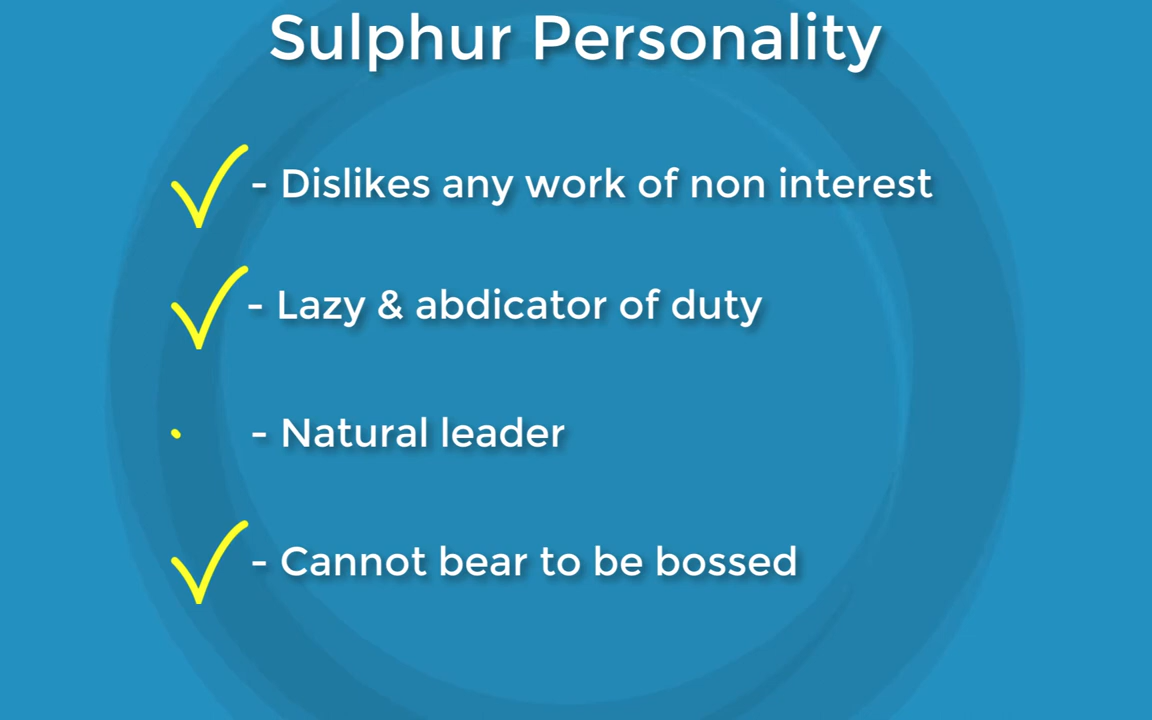 Sulphur Personality
- Dislikes any work of non interest
- Lazy & abdicator of duty
- Natural leader
- Cannot bear to be bossed